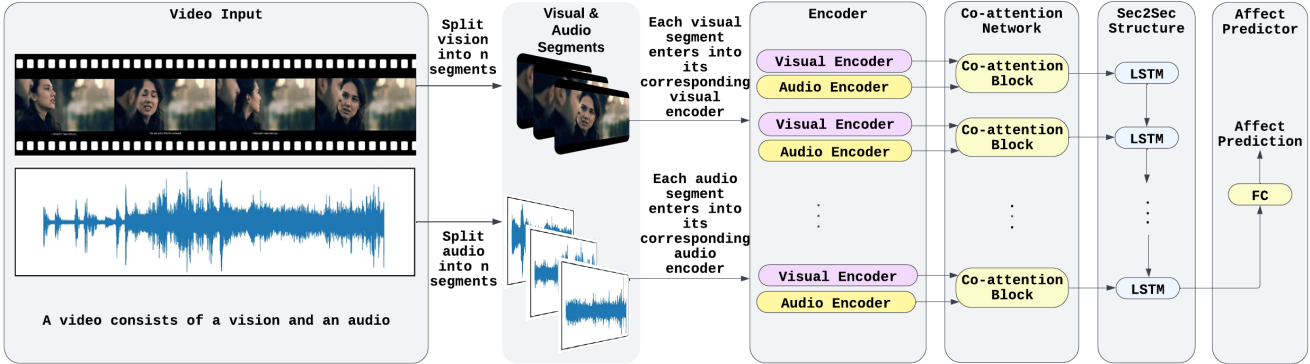 Video Input
A video consists of a vision and an audio
Split
vision
into n
segments
Split
audio
into n
segments
Visual &
Audio
Segments
Each visual
segment
enters into
its
corresponding
visual
encoder
Each audio
segment
enters into
its
corresponding
audio
encoder
Encoder
Visual Encoder
Audio Encoder
Visual Encoder
Audio Encoder
Visual Encoder
Audio Encoder
Co-attention
Network
Co-attention
Block
Co-attention
Block
Co-attention
Block
Sec2Sec
Structure
LSTM
LSTM
LSTM
Affect
Predictor
Affect
Prediction
FC